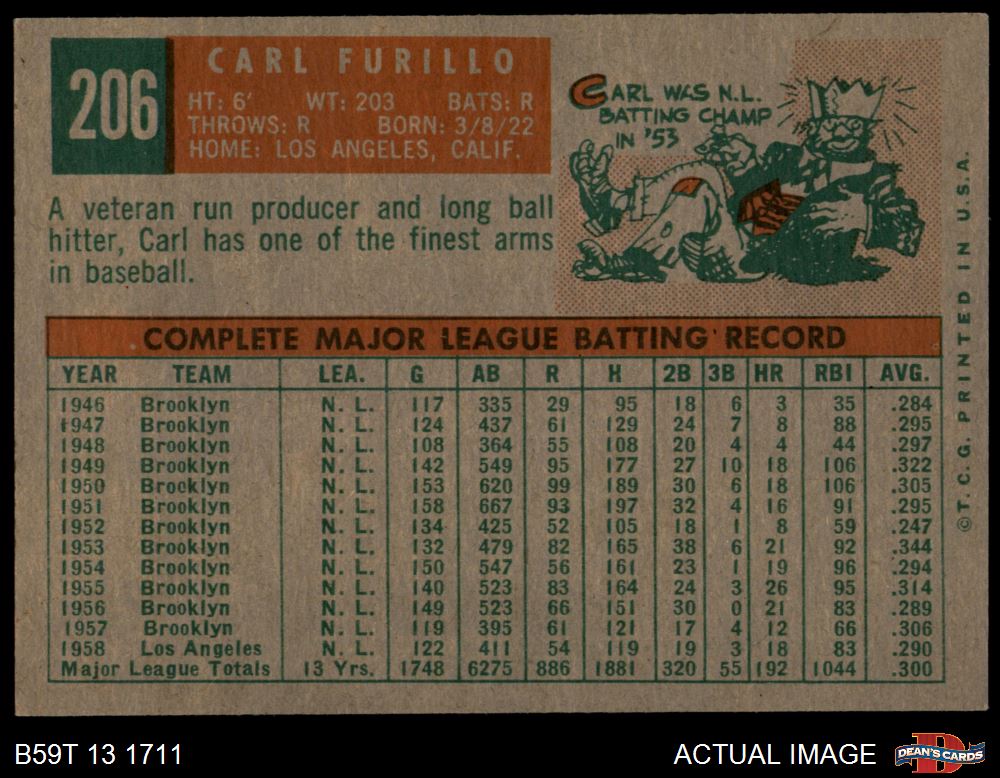 206
CARL FURILLO
HT: 6' WT: 203 BATS: R
THROWS: R BORN: 3/8/22
HOME: LOS ANGELES, CALIF.
CARL WAS N.L.
BATTING CHAMP
IN '53
A veteran run producer and long ball
hitter, Carl has one of the finest arms
in baseball.
COMPLETE MAJOR LEAGUE BATTING RECORD
YEAR TEAM LEA. G AB R H 2B 3B HR RBI AVG.
1946 Brooklyn N. L. 117 335 29 95 18 6 3 35 .284
1947 Brooklyn N. L. 124 437 61 129 24 7 8 88 .295
1948 Brooklyn N. L. 108 364 55 108 20 4 4 44 .297
1949 Brooklyn N. L. 142 549 95 177 27 10 18 106 .322
1950 Brooklyn N. L. 153 620 99 189 30 6 18 106 .305
1951 Brooklyn N. L. 158 667 93 197 32 4 16 91 .295
1952 Brooklyn N. L. 134 425 52 105 18 1 8 59 .247
1953 Brooklyn N. L. 132 479 82 165 38 6 21 92 .344
1954 Brooklyn N. L. 150 547 56 161 23 1 19 96 .294
1955 Brooklyn N. L. 140 523 83 164 24 3 26 95 .314
1956 Brooklyn N. L. 149 523 66 151 30 0 21 83 .289
1957 Brooklyn N. L. 119 395 61 121 17 4 12 66 .306
1958 Los Angeles N. L. 122 411 54 119 19 3 18 83 .290
Major League Totals 13 Yrs. 1748 6275 886 1881 320 55 192 1044 .300
©T.C.G. PRINTED IN U.S.A.
B59T 13 1711
ACTUAL IMAGE
DEAN'S CARDS